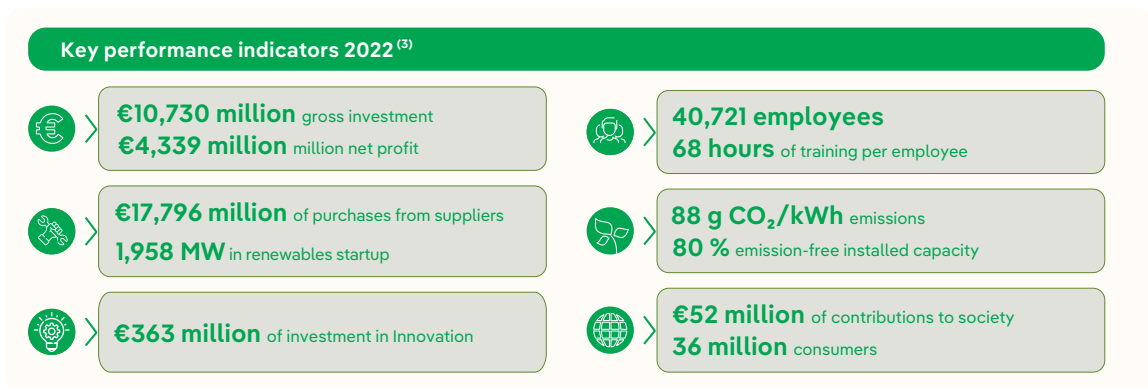 Key performance indicators 2022 (3)
€10,730 million gross investment
€4,339 million million net profit
€17,796 million of purchases from suppliers
1,958 MW in renewables startup
€363 million of investment in Innovation
40,721 employees
68 hours of training per employee
88 g CO₂/kWh emissions
80 % emission-free installed capacity
€52 million of contributions to society
36 million consumers